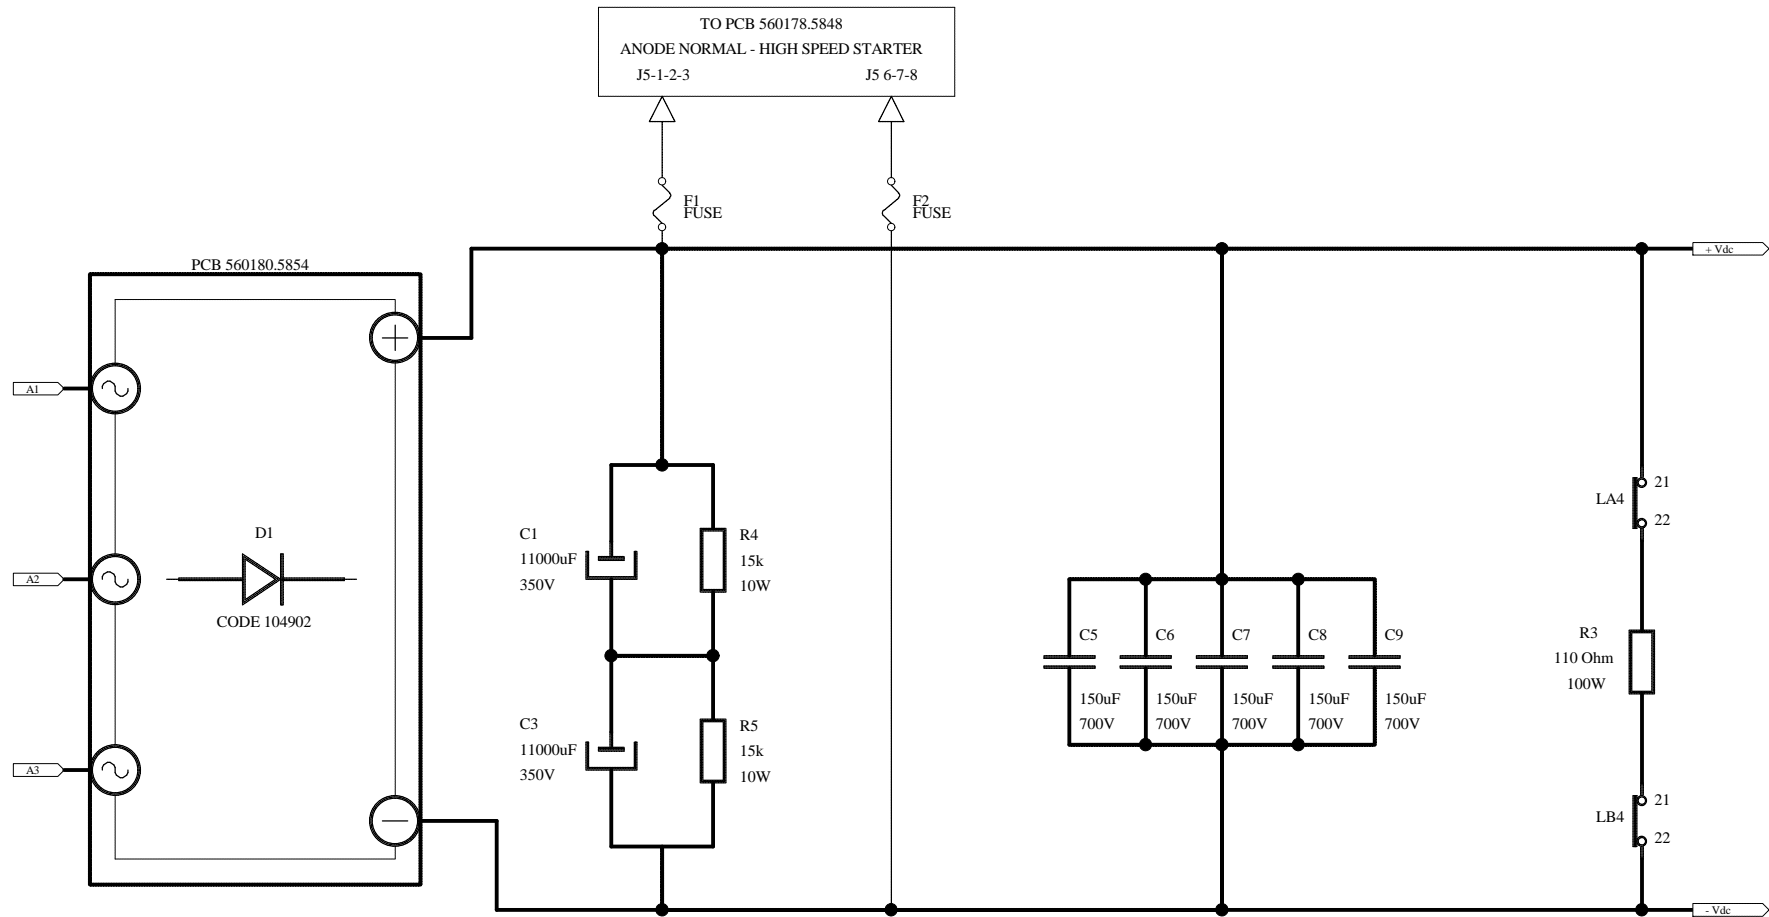 TO PCB 560178.5848
ANODE NORMAL - HIGH SPEED STARTER
J5-1-2-3 J5 6-7-8
F1
FUSE
F2
FUSE
+ Vdc
PCB 560180.5854
A1
A2
A3
D1
CODE 104902
C1
11000uF
350V
R4
15k
10W
C3
11000uF
350V
R5
15k
10W
C5
150uF
700V
C6
150uF
700V
C7
150uF
700V
C8
150uF
700V
C9
150uF
700V
LA4
21
22
R3
110 Ohm
100W
LB4
21
22
- Vdc